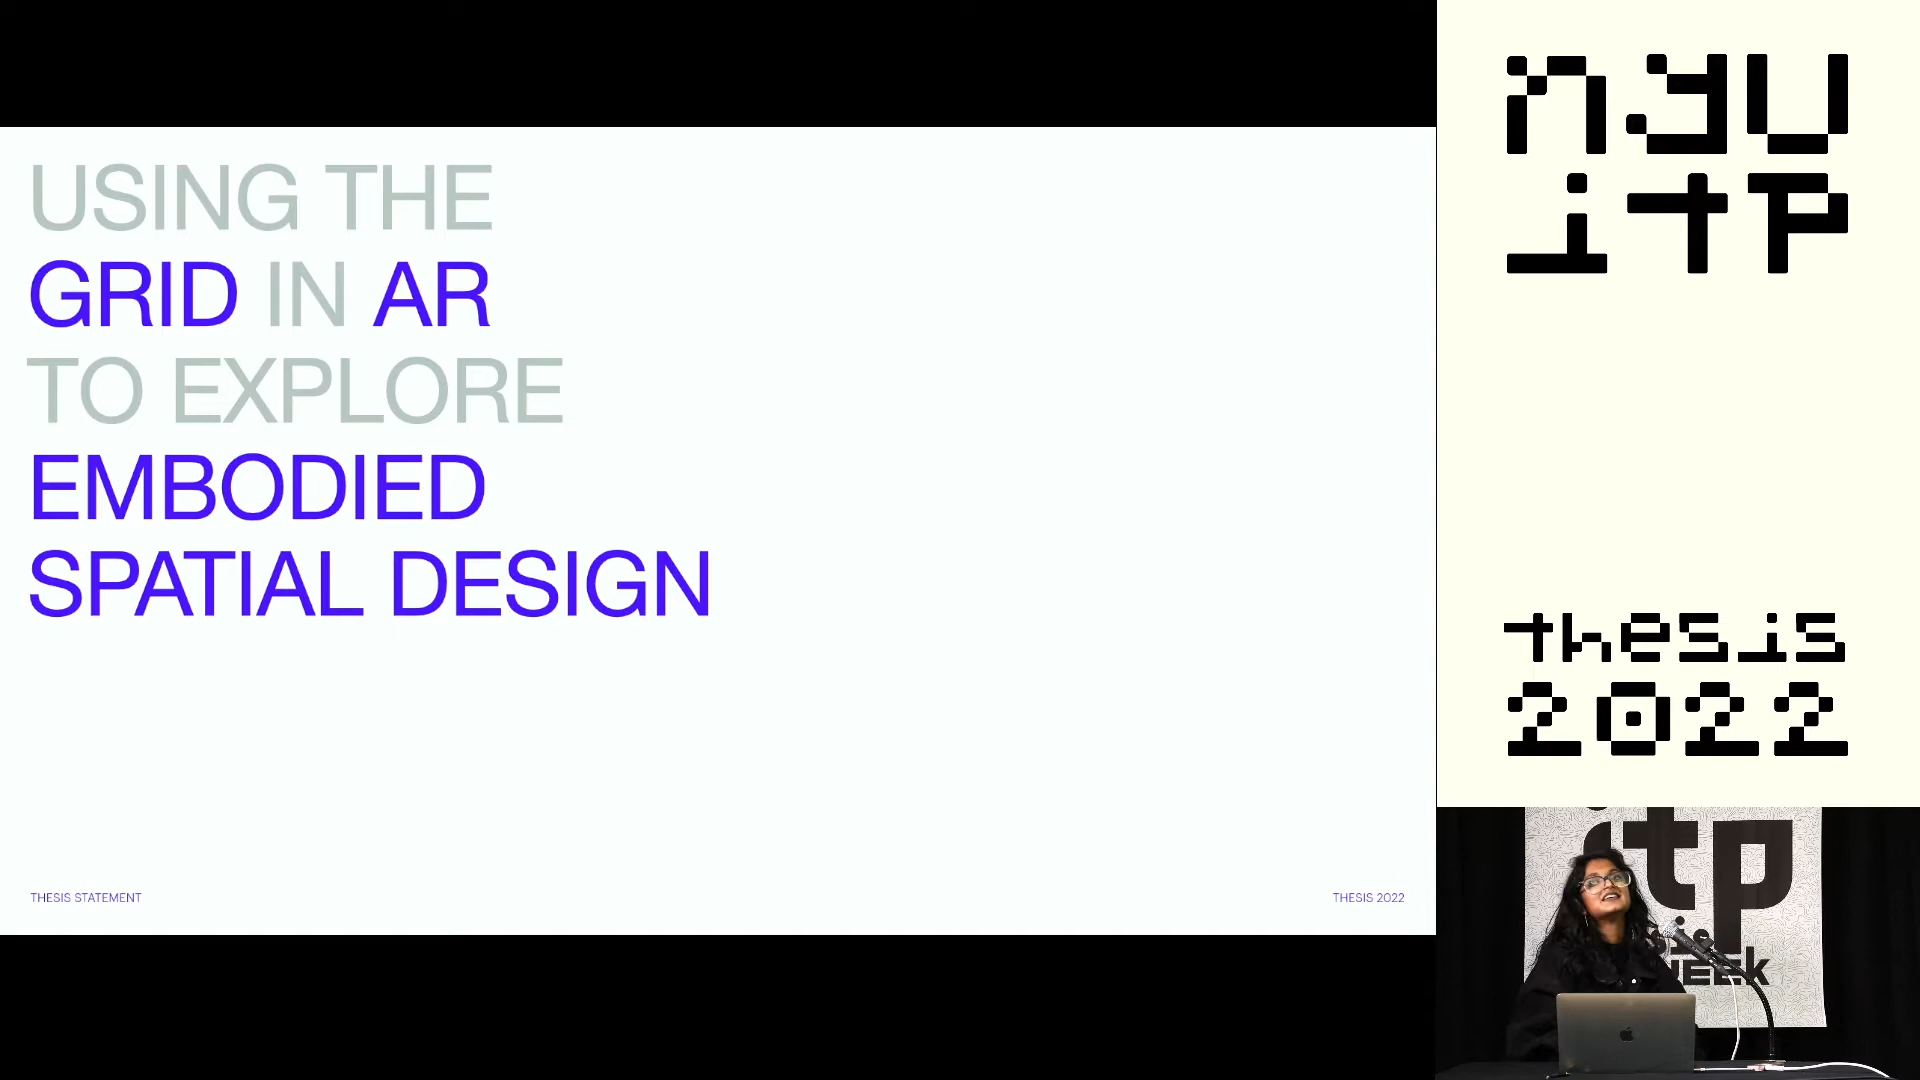 USING THE
GRID IN AR
TO EXPLORE
EMBODIED
SPATIAL DESIGN
THESIS STATEMENT
THESIS 2022
nyu
itp
thesis
2022
itp
WEEK